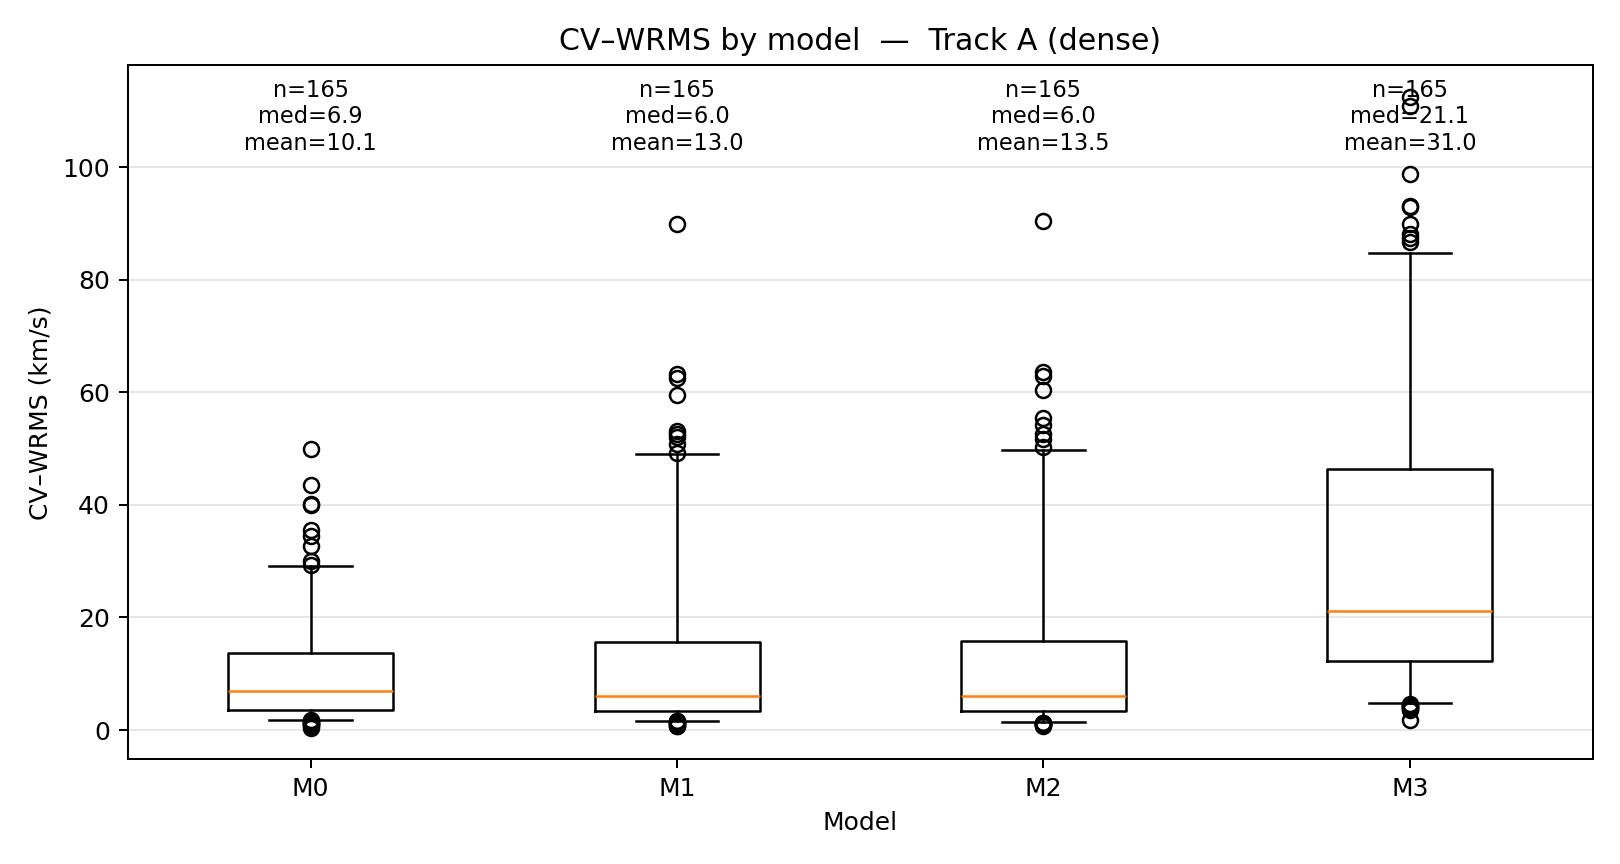 CV–WRMS by model — Track A (dense)
n=165
med=6.9
mean=10.1
n=165
med=6.0
mean=13.0
n=165
med=6.0
mean=13.5
n=165
med=21.1
mean=31.0
CV–WRMS (km/s)
100
80
60
40
20
0
M0 M1 M2 M3
Model